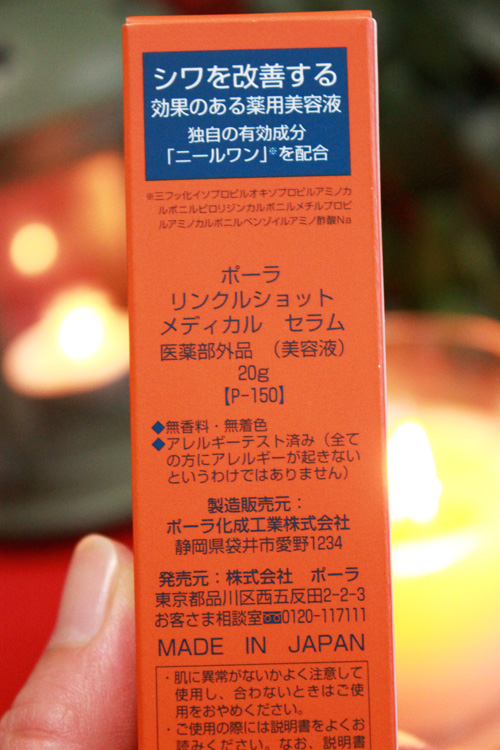 シワを改善する
効果のある薬用美容液
独自の有効成分
「ニールワン」※を配合
※三フッ化イソプロピルオキソプロピルアミノカ
ルボニルピロリジンカルボニルメチルプロピ
ルアミノカルボニルベンゾイルアミノ酢酸Na
ポーラ
リンクルショット
メディカル セラム
医薬部外品 (美容液)
20g
【P-150】
◆無香料・無着色
◆アレルギーテスト済み(全て
の方にアレルギーが起きない
というわけではありません)
製造販売元:
ポーラ化成工業株式会社
静岡県袋井市愛野1234
発売元:株式会社 ポーラ
東京都品川区西五反田2-2-3
お客さま相談室0120-117111
MADE IN JAPAN
・肌に異常がないかよく注意して
使用し、合わないときはご使
用をおやめください。
・ご使用の際には説明書をよくお
読みください。なお、説明書